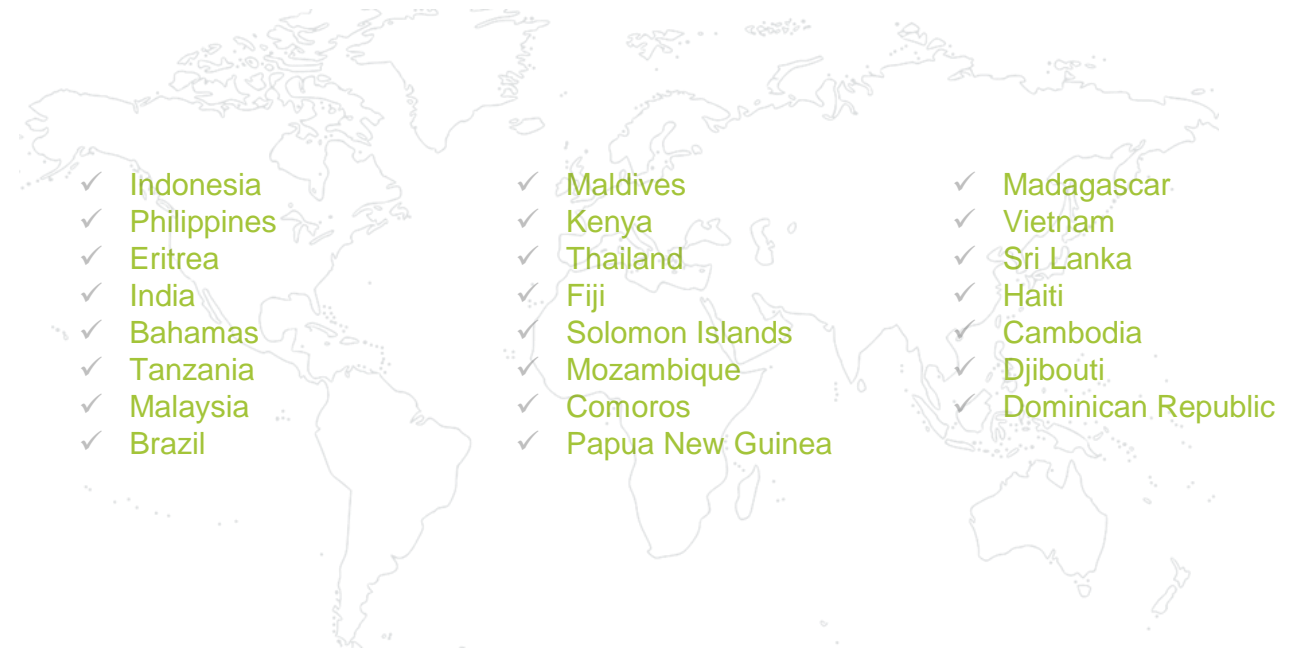 ✓ Indonesia
✓ Philippines
✓ Eritrea
✓ India
✓ Bahamas
✓ Tanzania
✓ Malaysia
✓ Brazil
✓ Maldives
✓ Kenya
✓ Thailand
✓ Fiji
✓ Solomon Islands
✓ Mozambique
✓ Comoros
✓ Papua New Guinea
✓ Madagascar
✓ Vietnam
✓ Sri Lanka
✓ Haiti
✓ Cambodia
✓ Djibouti
✓ Dominican Republic